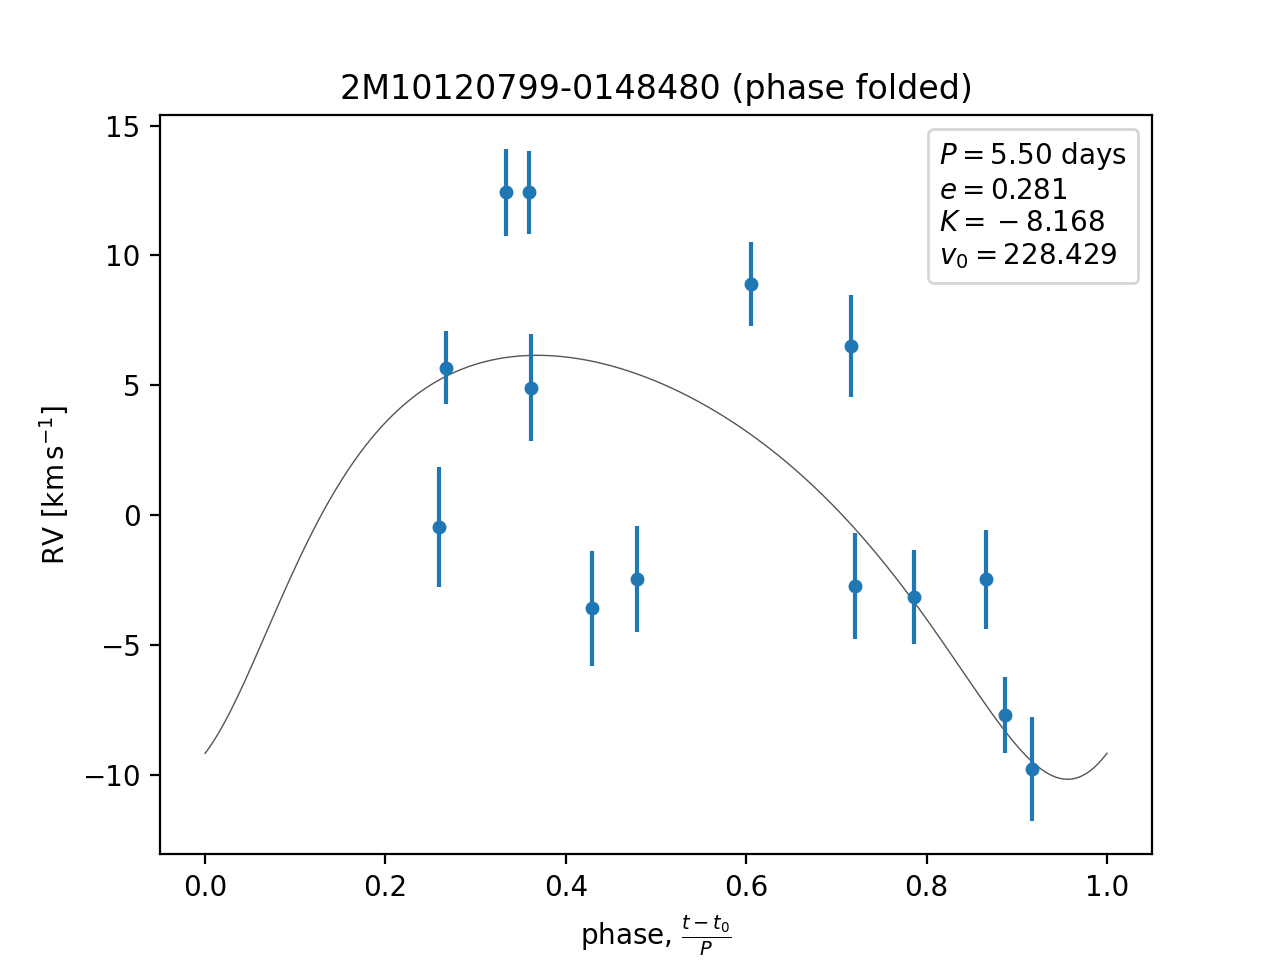 2M10120799-0148480 (phase folded)
P = 5.50 days
e = 0.281
K = −8.168
v₀ = 228.429
15
10
5
0
−5
−10
RV [km s⁻¹]
0.0 0.2 0.4 0.6 0.8 1.0
phase, (t − t₀)/P